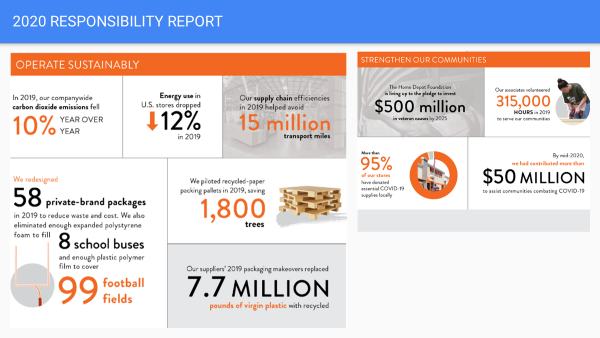 2020 RESPONSIBILITY REPORT
OPERATE SUSTAINABLY
In 2019, our companywide
carbon dioxide emissions fell
10% YEAR OVER
YEAR
Energy use in
U.S. stores dropped
12%
in 2019
Our supply chain efficiencies
in 2019 helped avoid
15 million
transport miles
We redesigned
58 private-brand packages
in 2019 to reduce waste and cost. We also
eliminated enough expanded polystyrene
foam to fill
8 school buses
and enough plastic polymer
film to cover
99 football
fields
We piloted recycled-paper
packing pallets in 2019, saving
1,800
trees
Our suppliers' 2019 packaging makeovers replaced
7.7 MILLION
pounds of virgin plastic with recycled
STRENGTHEN OUR COMMUNITIES
The Home Depot Foundation
is living up to the pledge to invest
$500 million
in veteran causes by 2025
Our associates volunteered
315,000
HOURS in 2019
to serve our communities
More than
95%
of our stores
have donated
essential COVID-19
supplies locally
By mid-2020,
we had contributed more than
$50 MILLION
to assist communities combating COVID-19